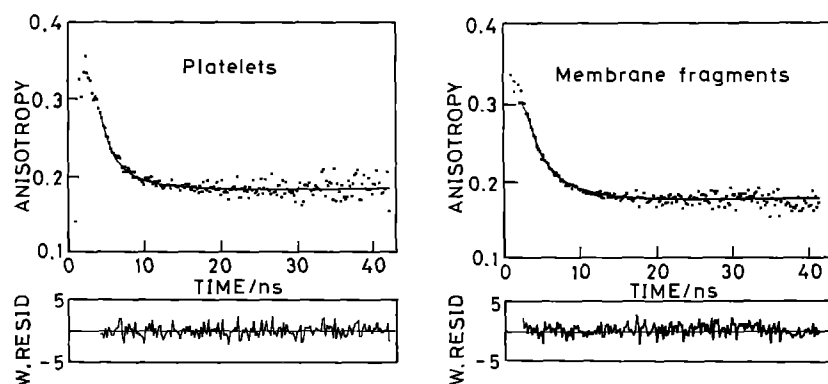 0.4
Platelets
0.3
ANISOTROPY
0.2
0.1
0 10 20 30 40
TIME/ns
5
W.RESID
-5
0.4
Membrane fragments
0.3
ANISOTROPY
0.2
0.1
0 10 20 30 40
TIME/ns
5
W.RESID
-5